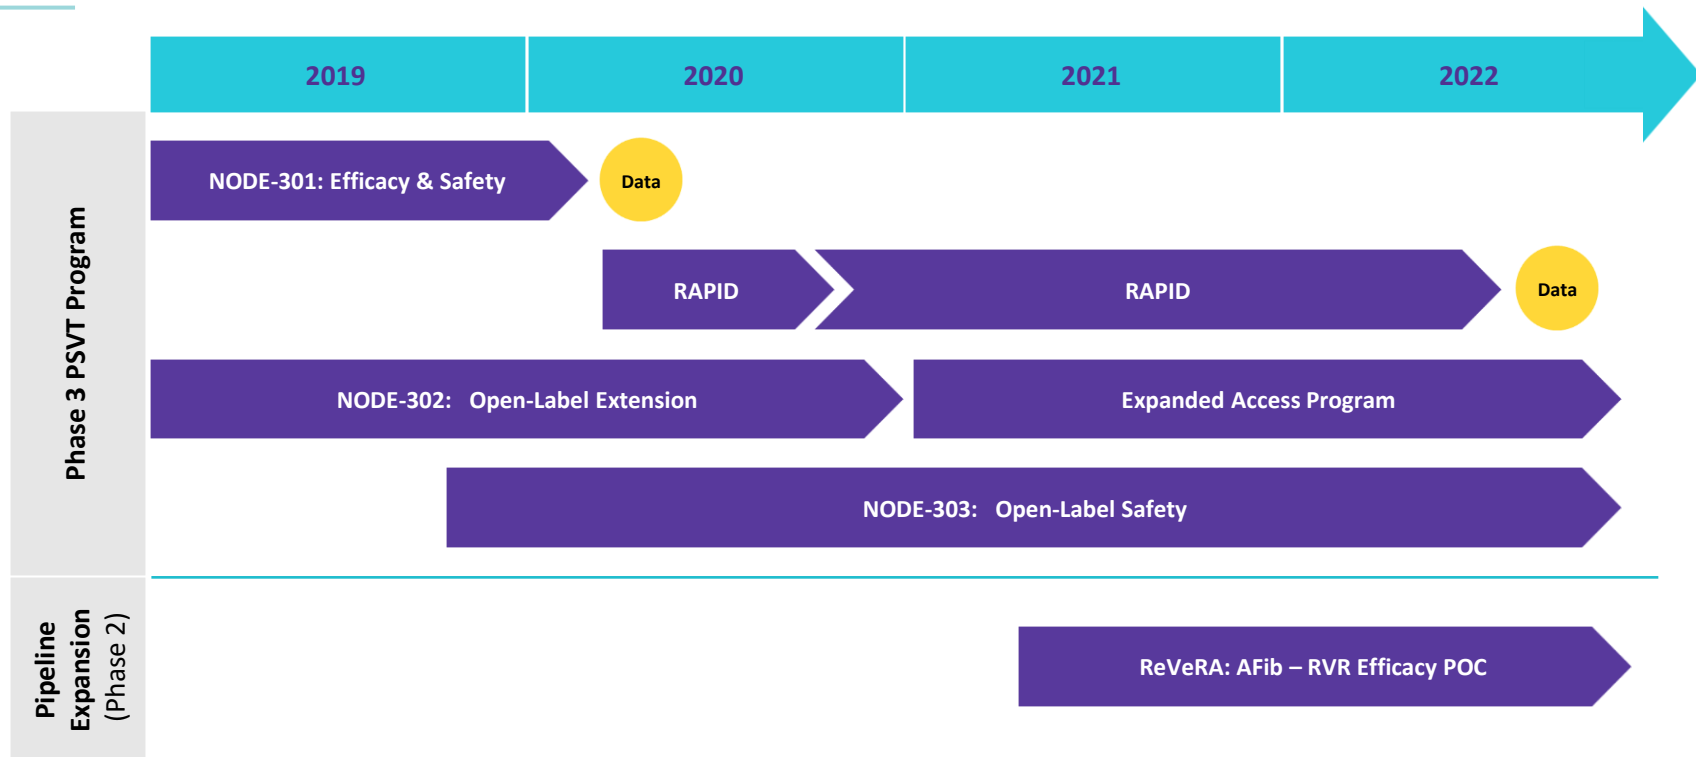 2019
2020
2021
2022
Phase 3 PSVT Program
NODE-301: Efficacy & Safety
Data
RAPID
RAPID
Data
NODE-302: Open-Label Extension
Expanded Access Program
NODE-303: Open-Label Safety
Pipeline
Expansion
(Phase 2)
ReVeRA: AFib – RVR Efficacy POC